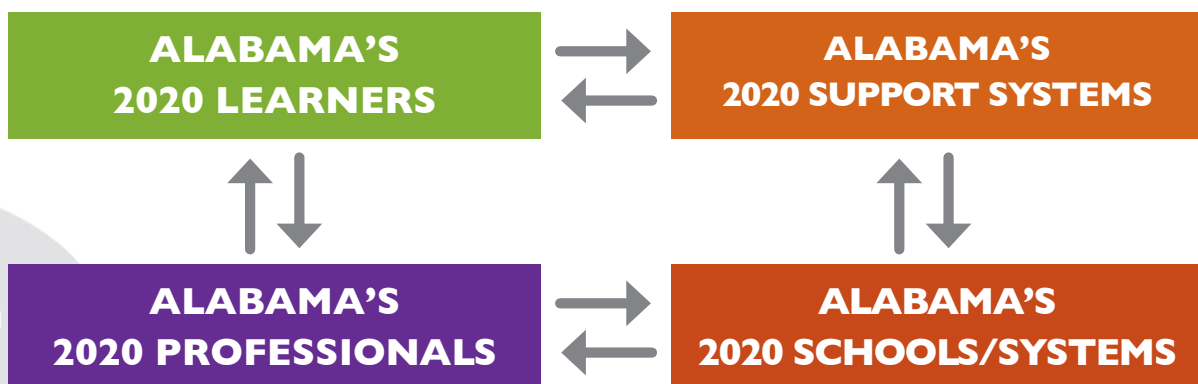 ALABAMA’S
2020 LEARNERS
ALABAMA’S
2020 SUPPORT SYSTEMS
ALABAMA’S
2020 PROFESSIONALS
ALABAMA’S
2020 SCHOOLS/SYSTEMS